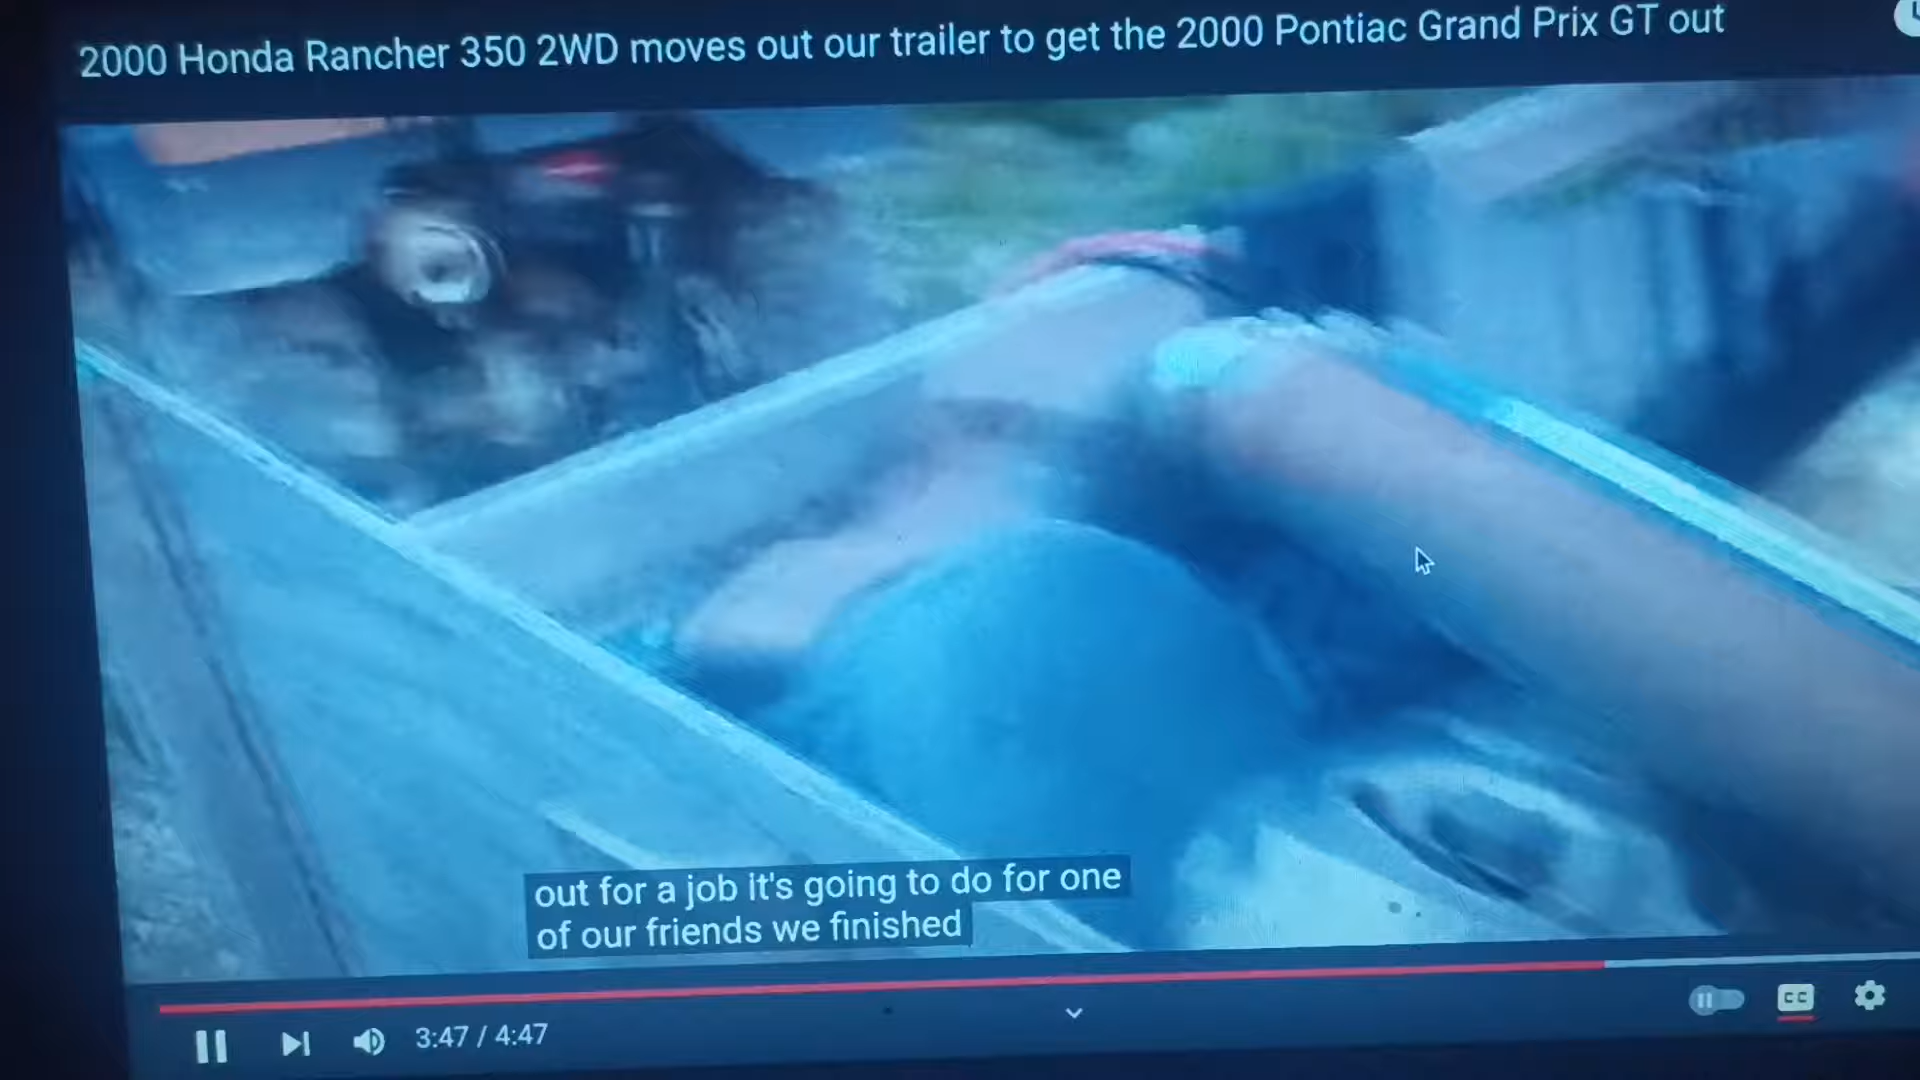 2000 Honda Rancher 350 2WD moves out our trailer to get the 2000 Pontiac Grand Prix GT out
out for a job it's going to do for one
of our friends we finished
3:47 / 4:47
CC